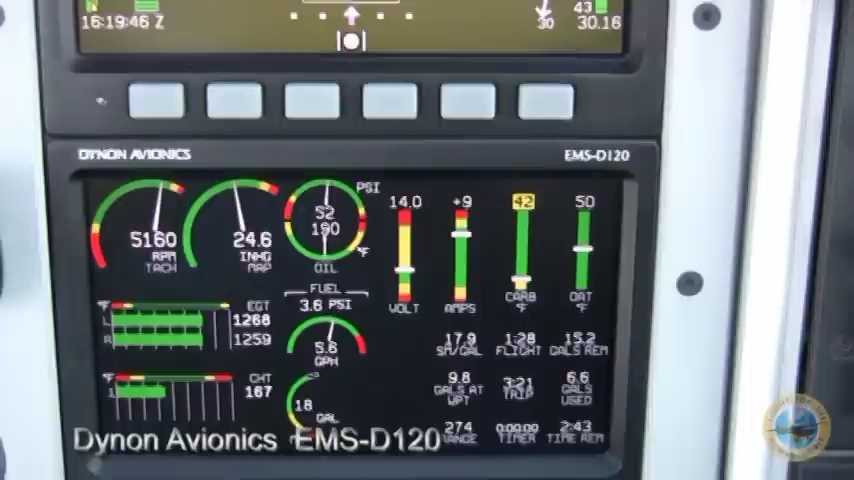 16:19:46 Z
30
43
30.16
DYNON AVIONICS
EMS-D120
5160
RPM
TACH
24.6
INHG
MAP
PSI
52
190
°F
OIL
14.0
VOLT
+9
AMPS
42
CARB
°F
50
OAT
°F
°F
EGT
L
1268
R
1259
FUEL
3.6 PSI
5.6
GPH
17.9
SM/GAL
1:28
FLIGHT
15.2
GALS REM
°F
CHT
167
18
GAL
9.8
GALS AT
WPT
3:21
TRIP
6.6
GALS
USED
274
RANGE
0:00:00
TIMER
2:43
TIME REM
Dynon Avionics EMS-D120